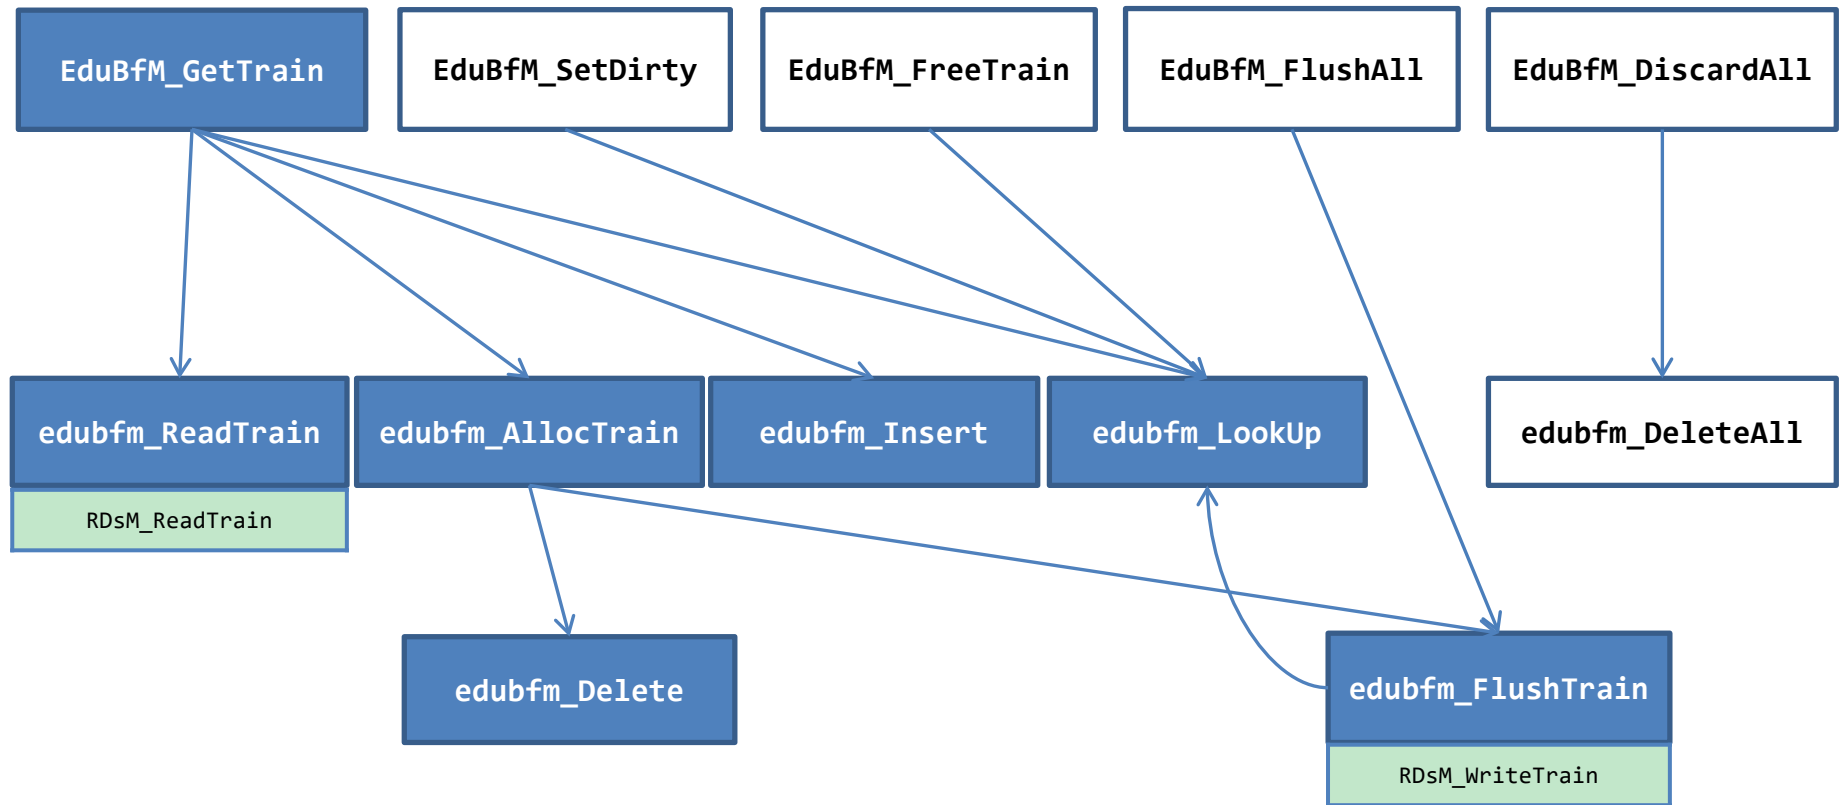 EduBfM_GetTrain
EduBfM_SetDirty
EduBfM_FreeTrain
EduBfM_FlushAll
EduBfM_DiscardAll
edubfm_ReadTrain
edubfm_AllocTrain
edubfm_Insert
edubfm_LookUp
edubfm_DeleteAll
RDsM_ReadTrain
edubfm_Delete
edubfm_FlushTrain
RDsM_WriteTrain